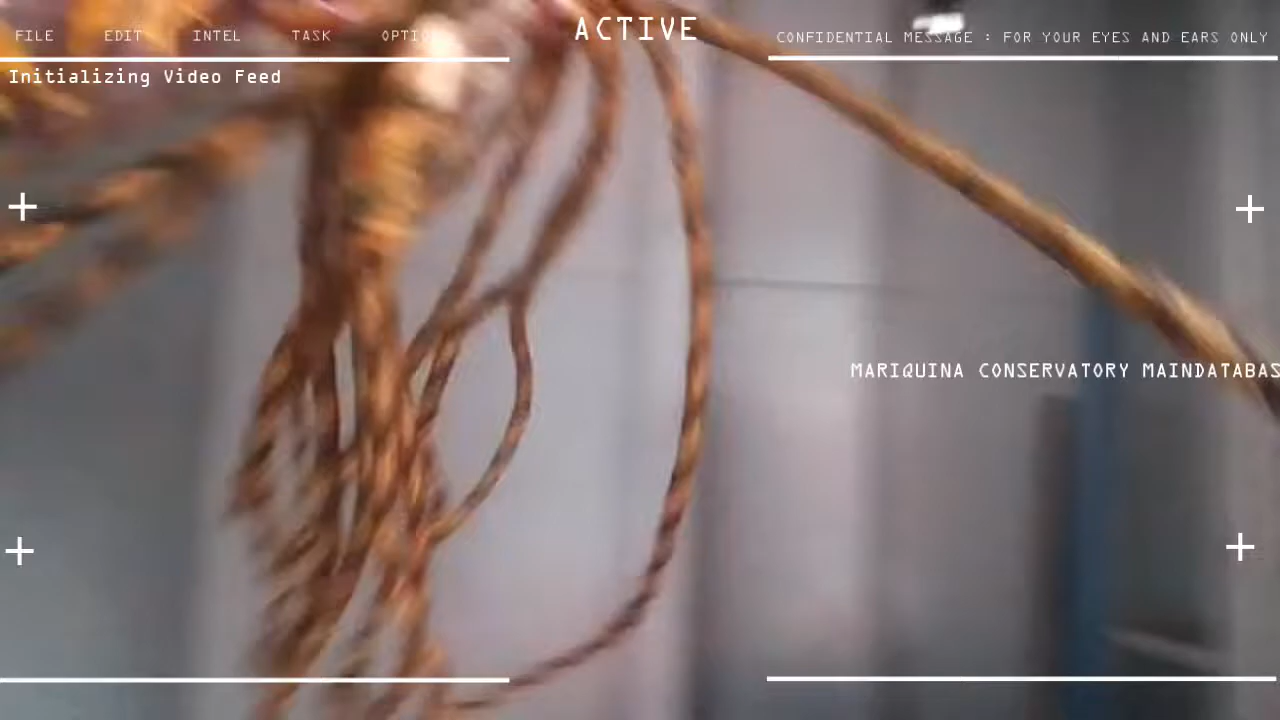 FILE EDIT INTEL TASK OPTIO
ACTIVE
CONFIDENTIAL MESSAGE : FOR YOUR EYES AND EARS ONLY
Initializing Video Feed
MARIQUINA CONSERVATORY MAINDATABAS